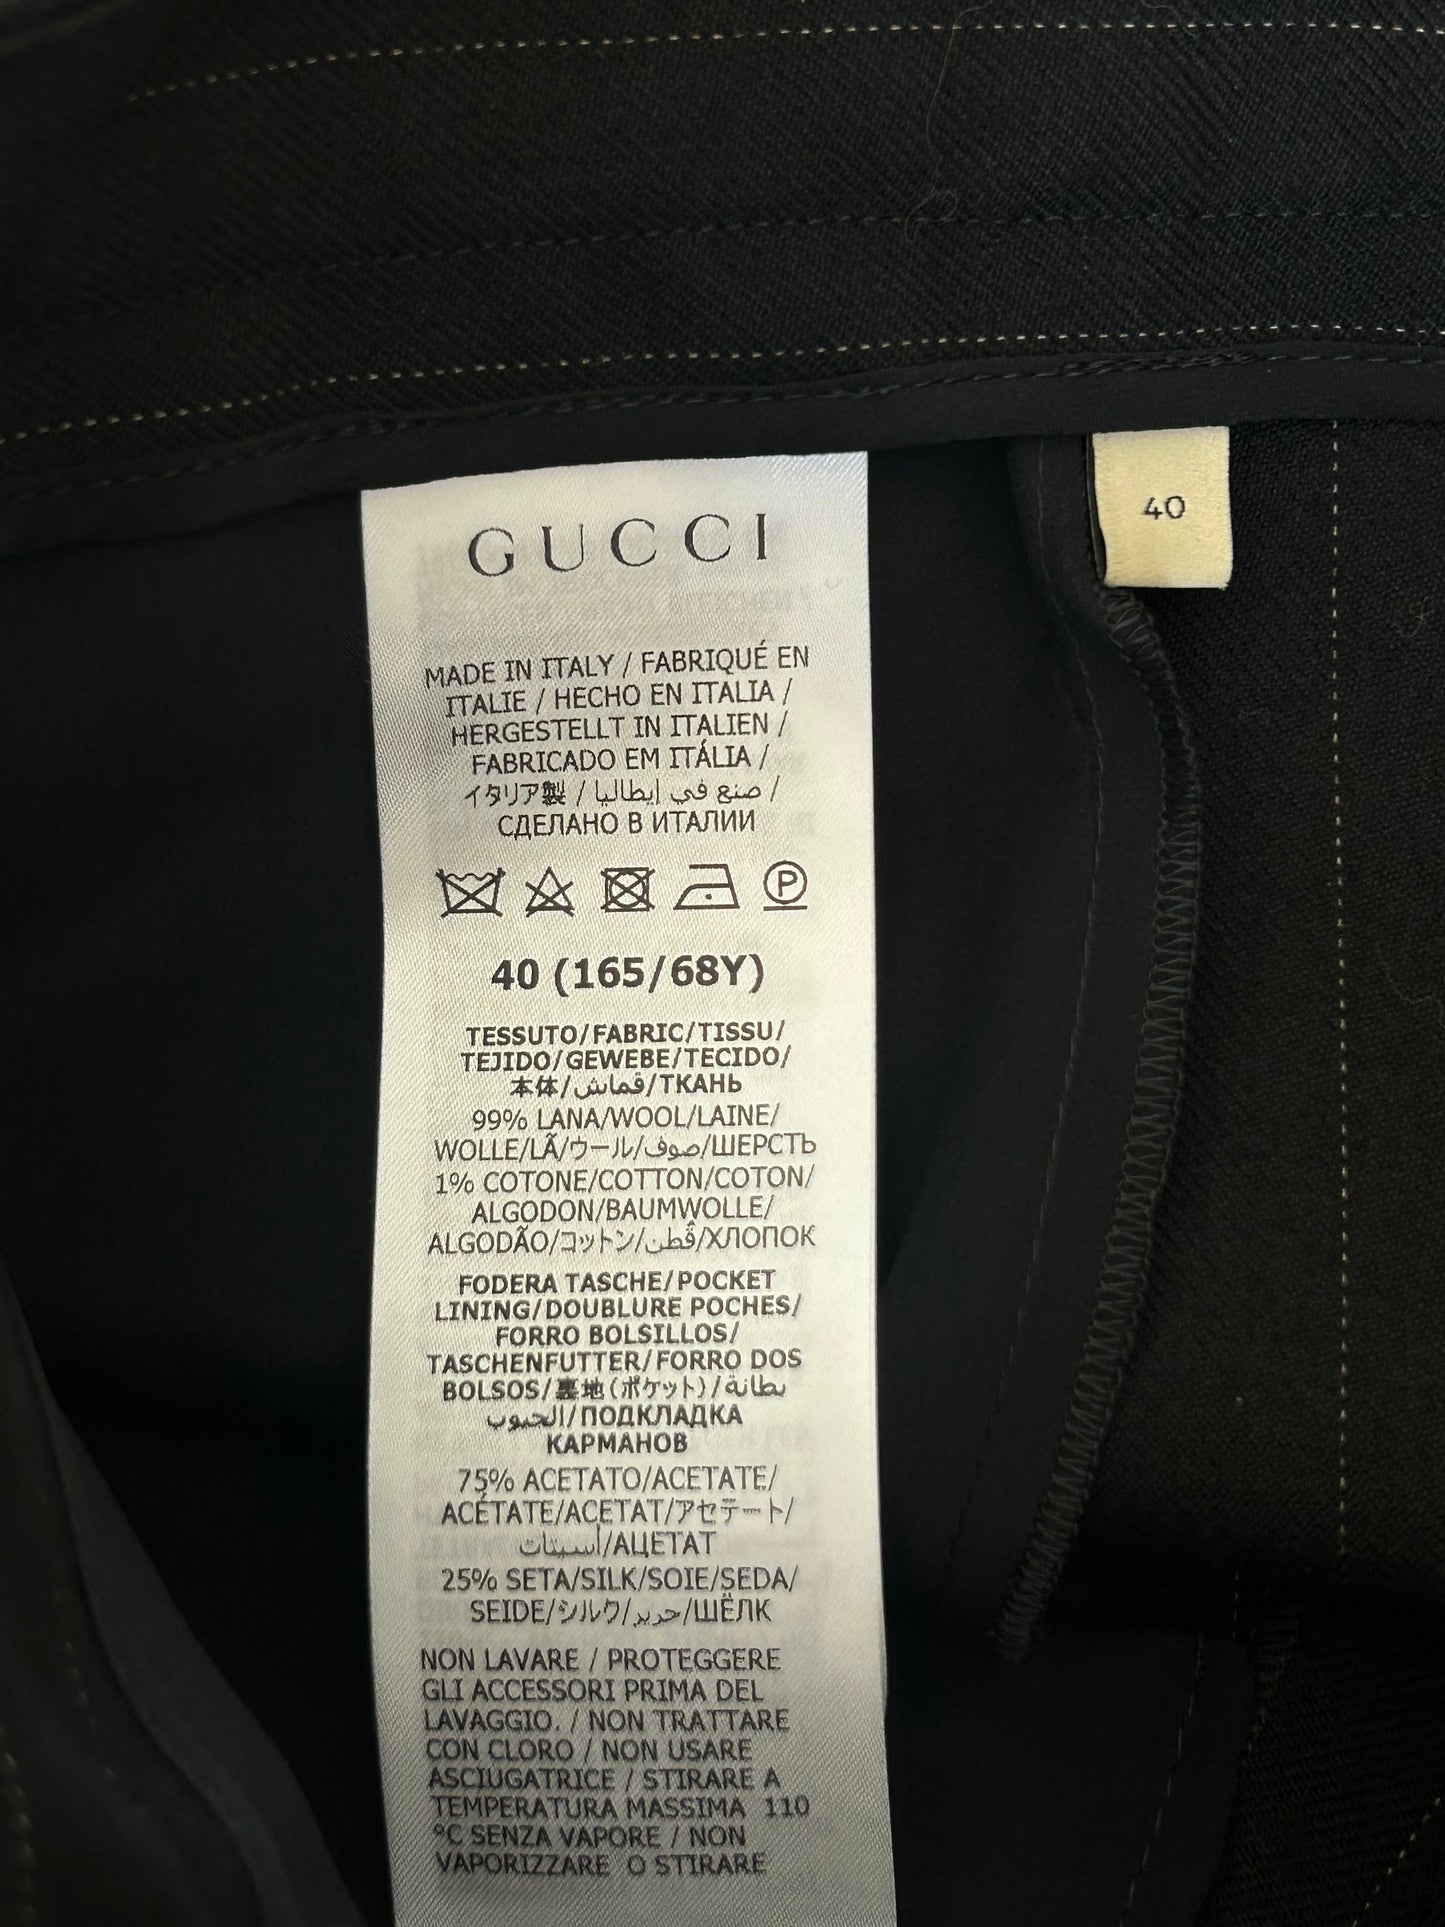 GUCCI
40
MADE IN ITALY / FABRIQUÉ EN
ITALIE / HECHO EN ITALIA /
HERGESTELLT IN ITALIEN /
FABRICADO EM ITÁLIA /
イタリア製 / صنع في إيطاليا /
СДЕЛАНО В ИТАЛИИ
P
40 (165/68Y)
TESSUTO/FABRIC/TISSU/
TEJIDO/GEWEBE/TECIDO/
本体/قماش/ТКАНЬ
99% LANA/WOOL/LAINE/
WOLLE/LÃ/ウール/صوف/ШЕРСТЬ
1% COTONE/COTTON/COTON/
ALGODON/BAUMWOLLE/
ALGODÃO/コットン/قُطن/ХЛОПОК
FODERA TASCHE/POCKET
LINING/DOUBLURE POCHES/
FORRO BOLSILLOS/
TASCHENFUTTER/FORRO DOS
BOLSOS/裏地(ポケット)/بطانة
الجيوب/ПОДКЛАДКА
КАРМАНОВ
75% ACETATO/ACETATE/
ACÉTATE/ACETAT/アセテート/
أسيتات/АЦЕТАТ
25% SETA/SILK/SOIE/SEDA/
SEIDE/シルク/حرير/ШЁЛК
NON LAVARE / PROTEGGERE
GLI ACCESSORI PRIMA DEL
LAVAGGIO. / NON TRATTARE
CON CLORO / NON USARE
ASCIUGATRICE / STIRARE A
TEMPERATURA MASSIMA 110
°C SENZA VAPORE / NON
VAPORIZZARE O STIRARE